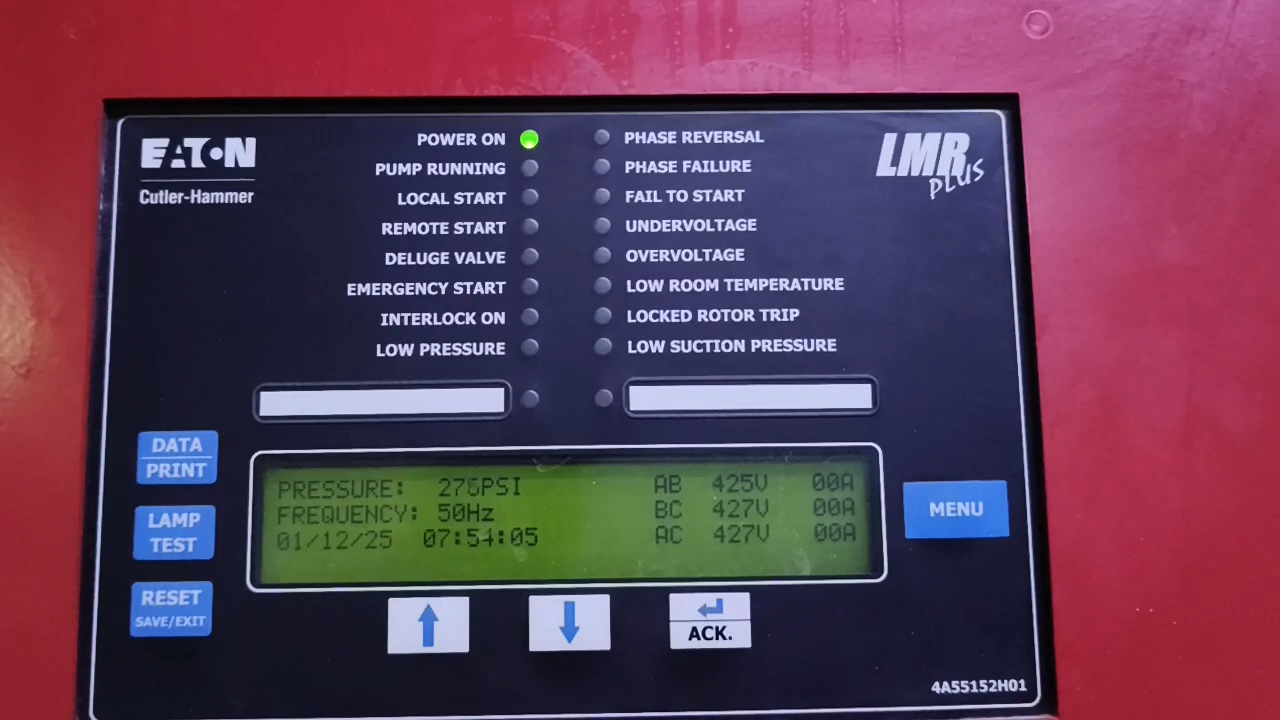 EATON
Cutler-Hammer
LMR PLUS
POWER ON
PUMP RUNNING
LOCAL START
REMOTE START
DELUGE VALVE
EMERGENCY START
INTERLOCK ON
LOW PRESSURE
PHASE REVERSAL
PHASE FAILURE
FAIL TO START
UNDERVOLTAGE
OVERVOLTAGE
LOW ROOM TEMPERATURE
LOCKED ROTOR TRIP
LOW SUCTION PRESSURE
DATA
PRINT
LAMP
TEST
RESET
SAVE/EXIT
PRESSURE: 276PSI AB 425V 00A
FREQUENCY: 50Hz BC 427V 00A
01/12/25 07:54:05 AC 427V 00A
MENU
ACK.
4A55152H01